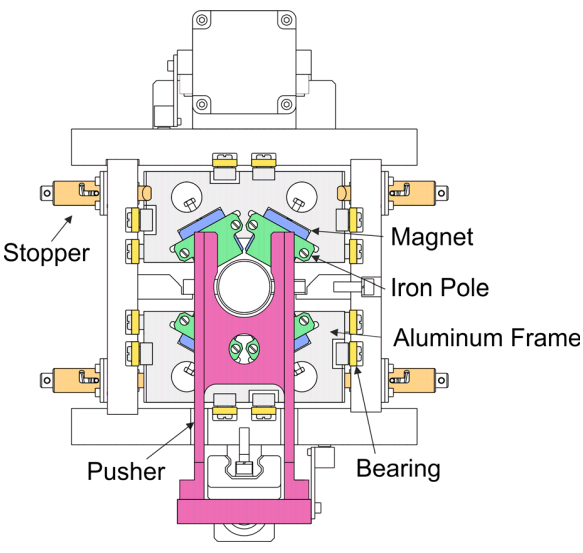 Stopper
Magnet
Iron Pole
Aluminum Frame
Pusher
Bearing